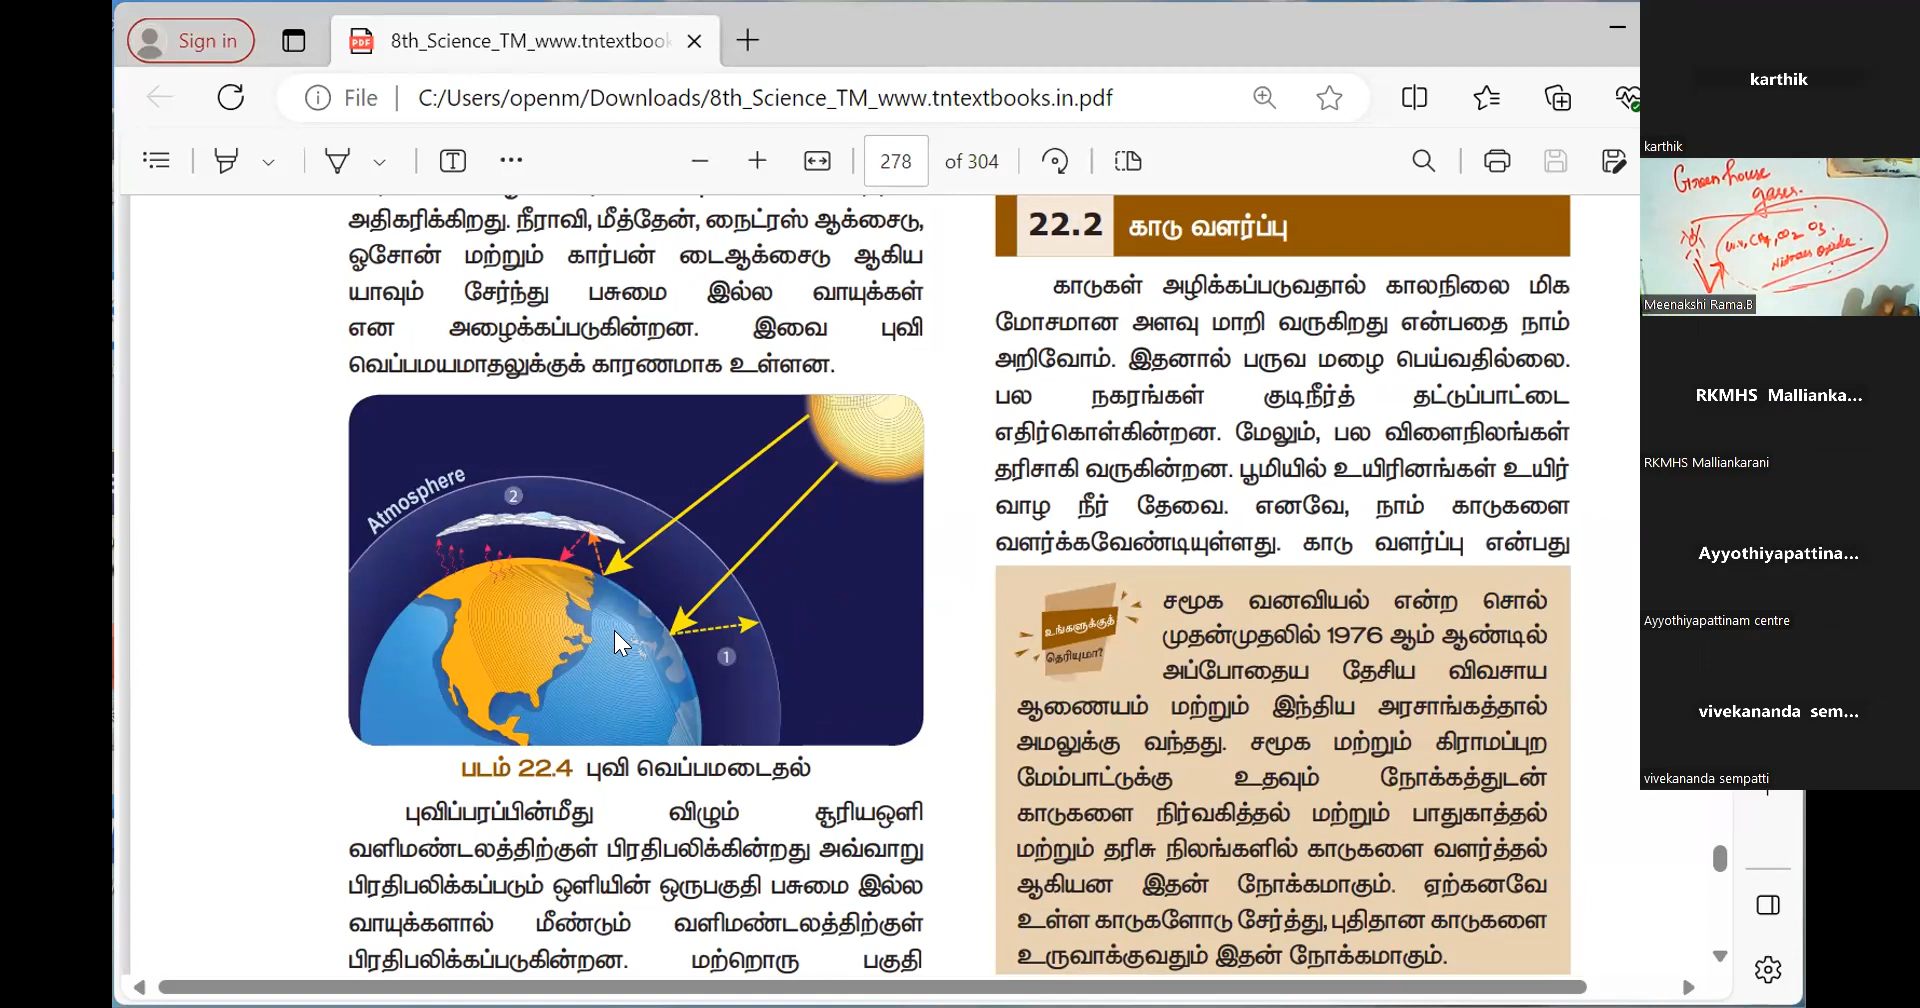 Sign in
8th_Science_TM_www.tntextbook
File
C:/Users/openm/Downloads/8th_Science_TM_www.tntextbooks.in.pdf
278 of 304
அதிகரிக்கிறது. நீராவி, மீத்தேன், நைட்ரஸ் ஆக்சைடு,
ஓசோன் மற்றும் கார்பன் டைஆக்சைடு ஆகிய
யாவும் சேர்ந்து பசுமை இல்ல வாயுக்கள்
என அழைக்கப்படுகின்றன. இவை புவி
வெப்பமயமாதலுக்குக் காரணமாக உள்ளன.
Atmosphere
2
1
படம் 22.4 புவி வெப்பமடைதல்
புவிப்பரப்பின்மீது விழும் சூரியஒளி
வளிமண்டலத்திற்குள் பிரதிபலிக்கின்றது அவ்வாறு
பிரதிபலிக்கப்படும் ஒளியின் ஒருபகுதி பசுமை இல்ல
வாயுக்களால் மீண்டும் வளிமண்டலத்திற்குள்
பிரதிபலிக்கப்படுகின்றன. மற்றொரு பகுதி
22.2 காடு வளர்ப்பு
காடுகள் அழிக்கப்படுவதால் காலநிலை மிக
மோசமான அளவு மாறி வருகிறது என்பதை நாம்
அறிவோம். இதனால் பருவ மழை பெய்வதில்லை.
பல நகரங்கள் குடிநீர்த் தட்டுப்பாட்டை
எதிர்கொள்கின்றன. மேலும், பல விளைநிலங்கள்
தரிசாகி வருகின்றன. பூமியில் உயிரினங்கள் உயிர்
வாழ நீர் தேவை. எனவே, நாம் காடுகளை
வளர்க்கவேண்டியுள்ளது. காடு வளர்ப்பு என்பது
உங்களுக்குத்
தெரியுமா?
சமூக வனவியல் என்ற சொல்
முதன்முதலில் 1976 ஆம் ஆண்டில்
அப்போதைய தேசிய விவசாய
ஆணையம் மற்றும் இந்திய அரசாங்கத்தால்
அமலுக்கு வந்தது. சமூக மற்றும் கிராமப்புற
மேம்பாட்டுக்கு உதவும் நோக்கத்துடன்
காடுகளை நிர்வகித்தல் மற்றும் பாதுகாத்தல்
மற்றும் தரிசு நிலங்களில் காடுகளை வளர்த்தல்
ஆகியன இதன் நோக்கமாகும். ஏற்கனவே
உள்ள காடுகளோடு சேர்த்து, புதிதான காடுகளை
உருவாக்குவதும் இதன் நோக்கமாகும்.
karthik
karthik
Green house
gases.
CH4, CO2 O3
Nitrous Oxide.
Meenakshi Rama.B
RKMHS Mallianka...
RKMHS Malliankarani
Ayyothiyapattina...
Ayyothiyapattinam centre
vivekananda sem...
vivekananda sempatti